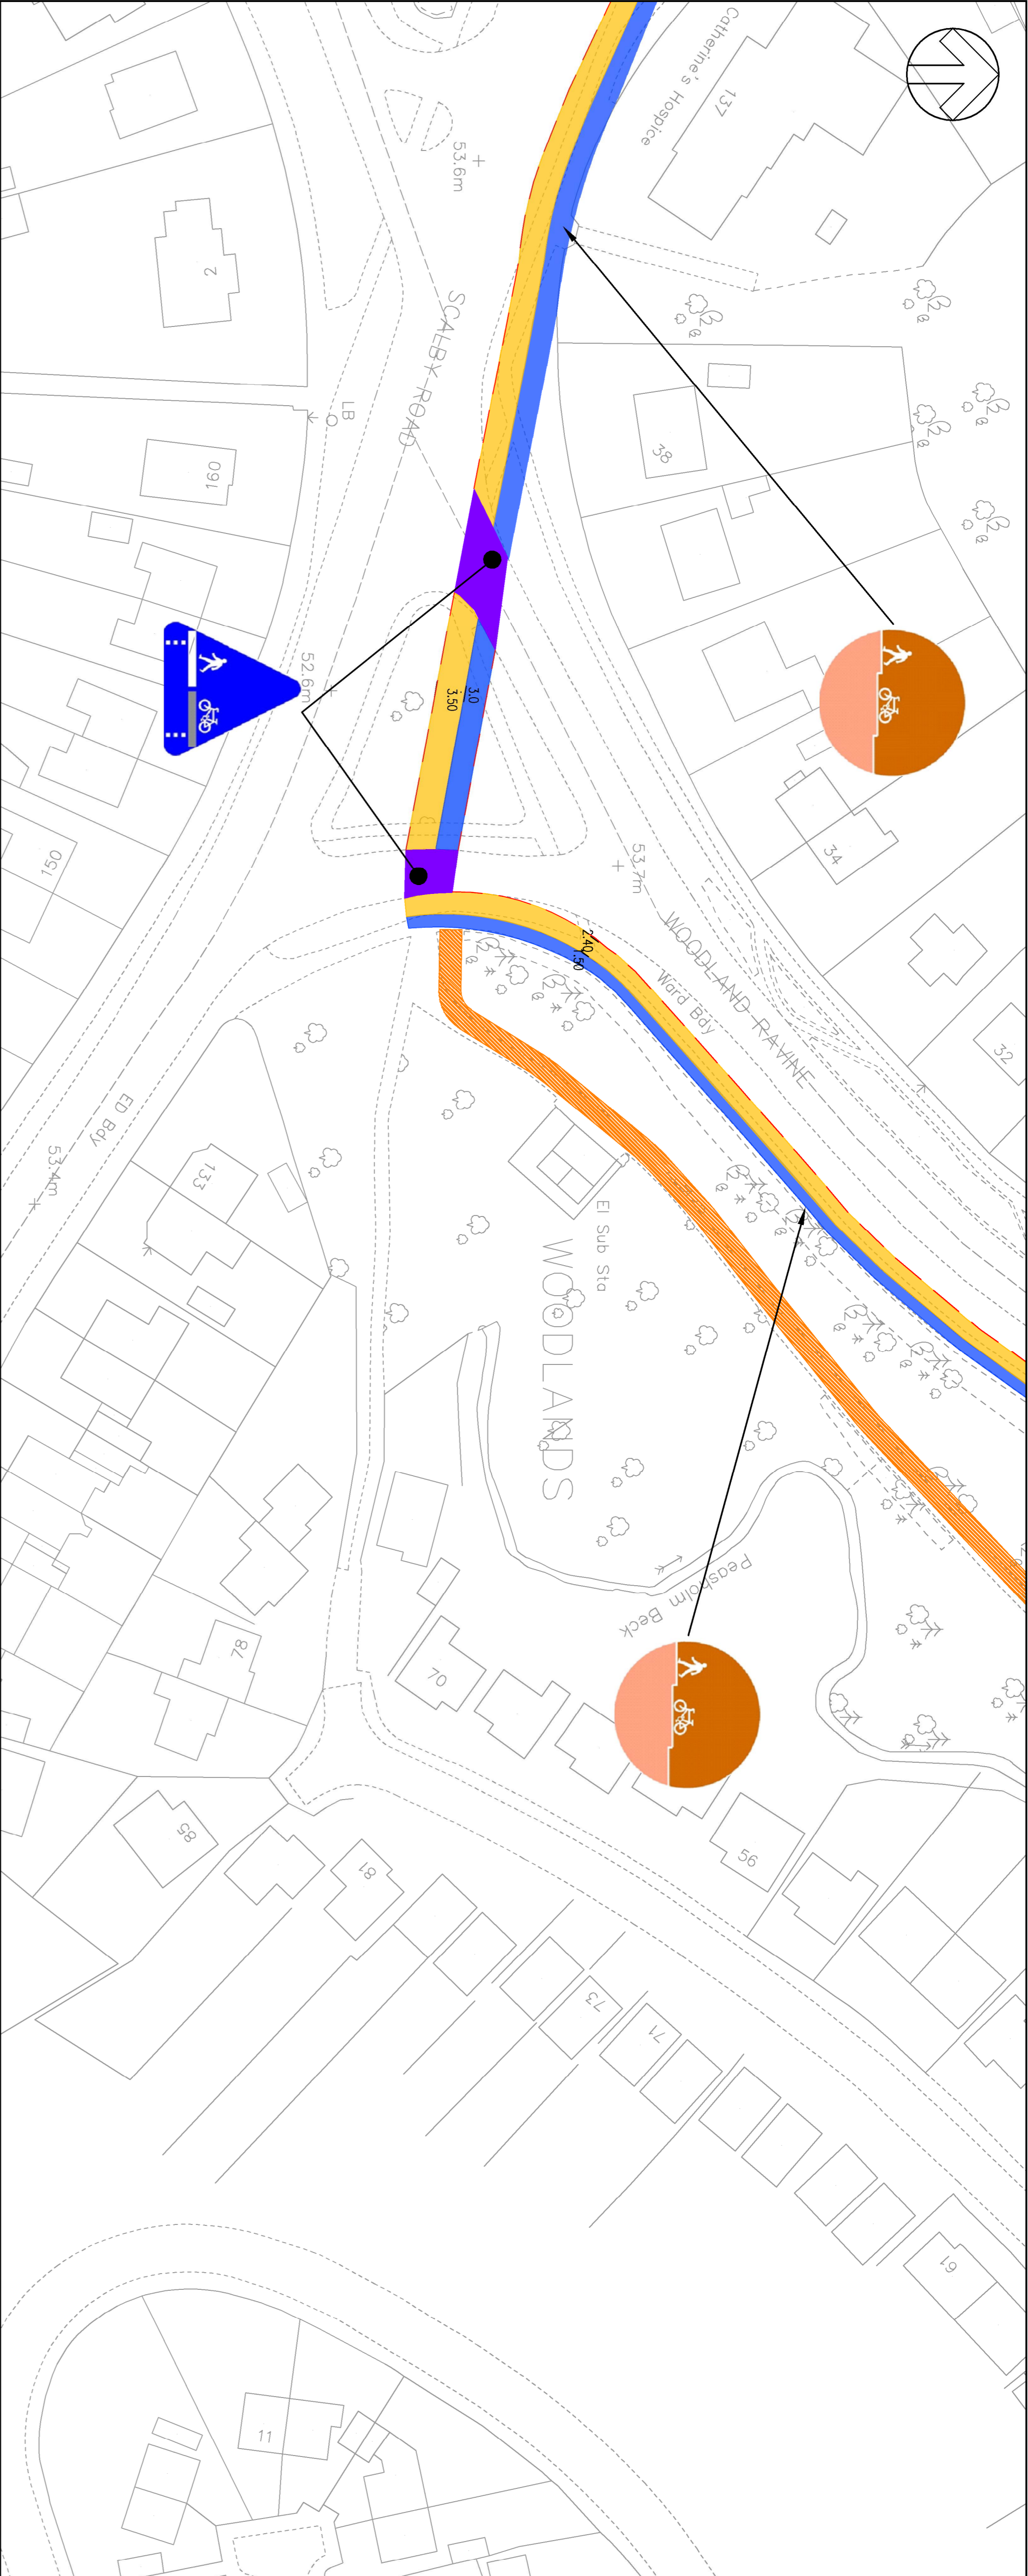 Catherine's Hospice
137
53.6m
2
SCALBY ROAD
LB
38
160
52.6m
3.0
3.50
34
150
53.7m
WOODLAND RAVINE
Ward Bdy
2.40
32
ED Bdy
53.4m
133
El Sub Sta
WOODLANDS
Peasholm Beck
78
70
85
81
56
73
71
61
11